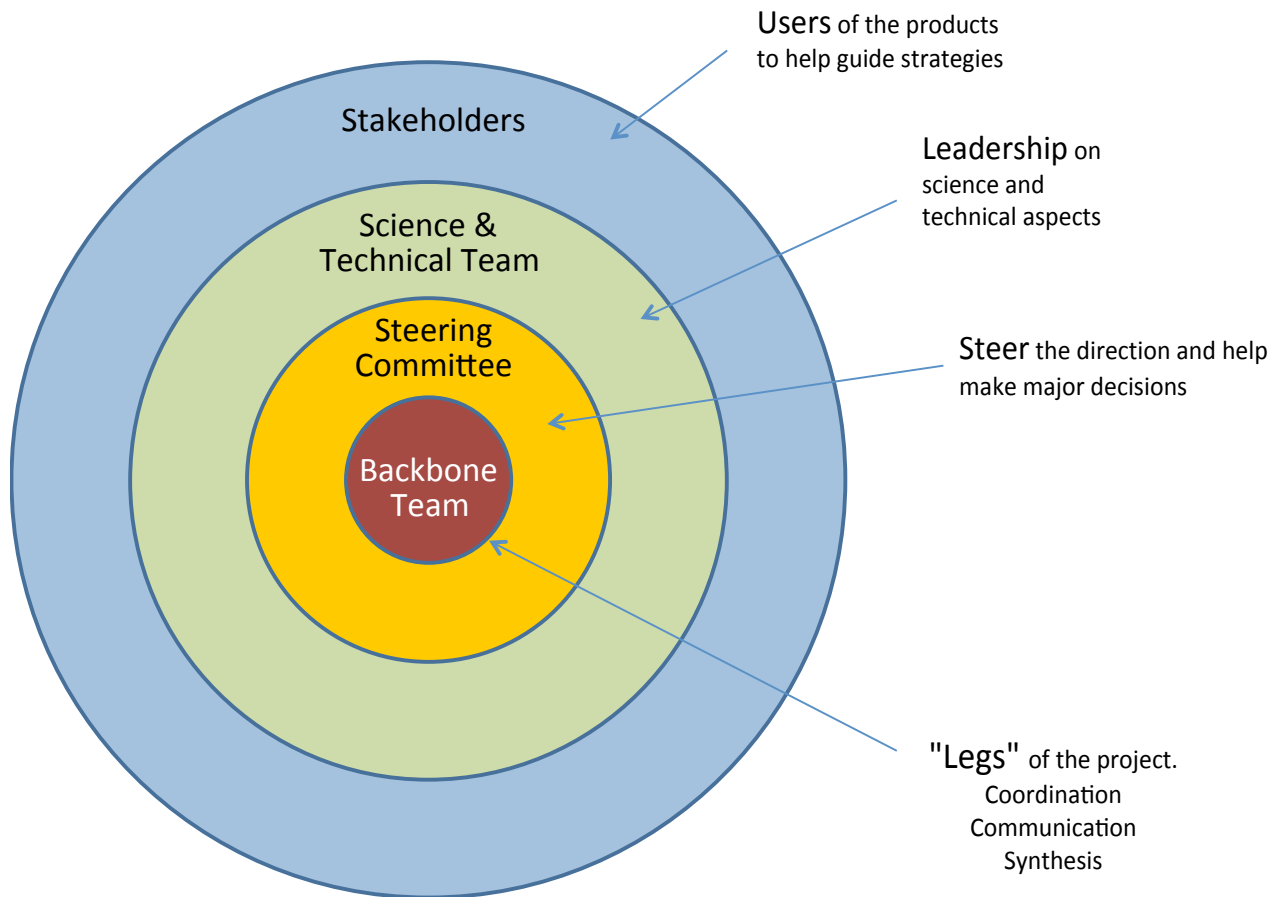 Users of the products
to help guide strategies
Stakeholders
Leadership on
science and
technical aspects
Science &
Technical Team
Steering
Committee
Steer the direction and help
make major decisions
Backbone
Team
"Legs" of the project.
Coordination
Communication
Synthesis